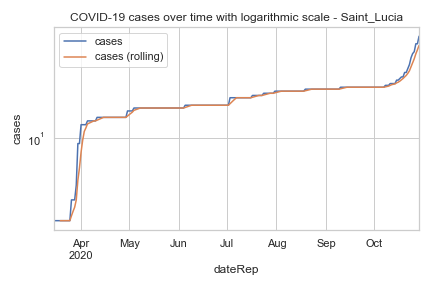 COVID-19 cases over time with logarithmic scale - Saint_Lucia
cases
cases (rolling)
cases
10¹
Apr
2020
May
Jun
Jul
Aug
Sep
Oct
dateRep